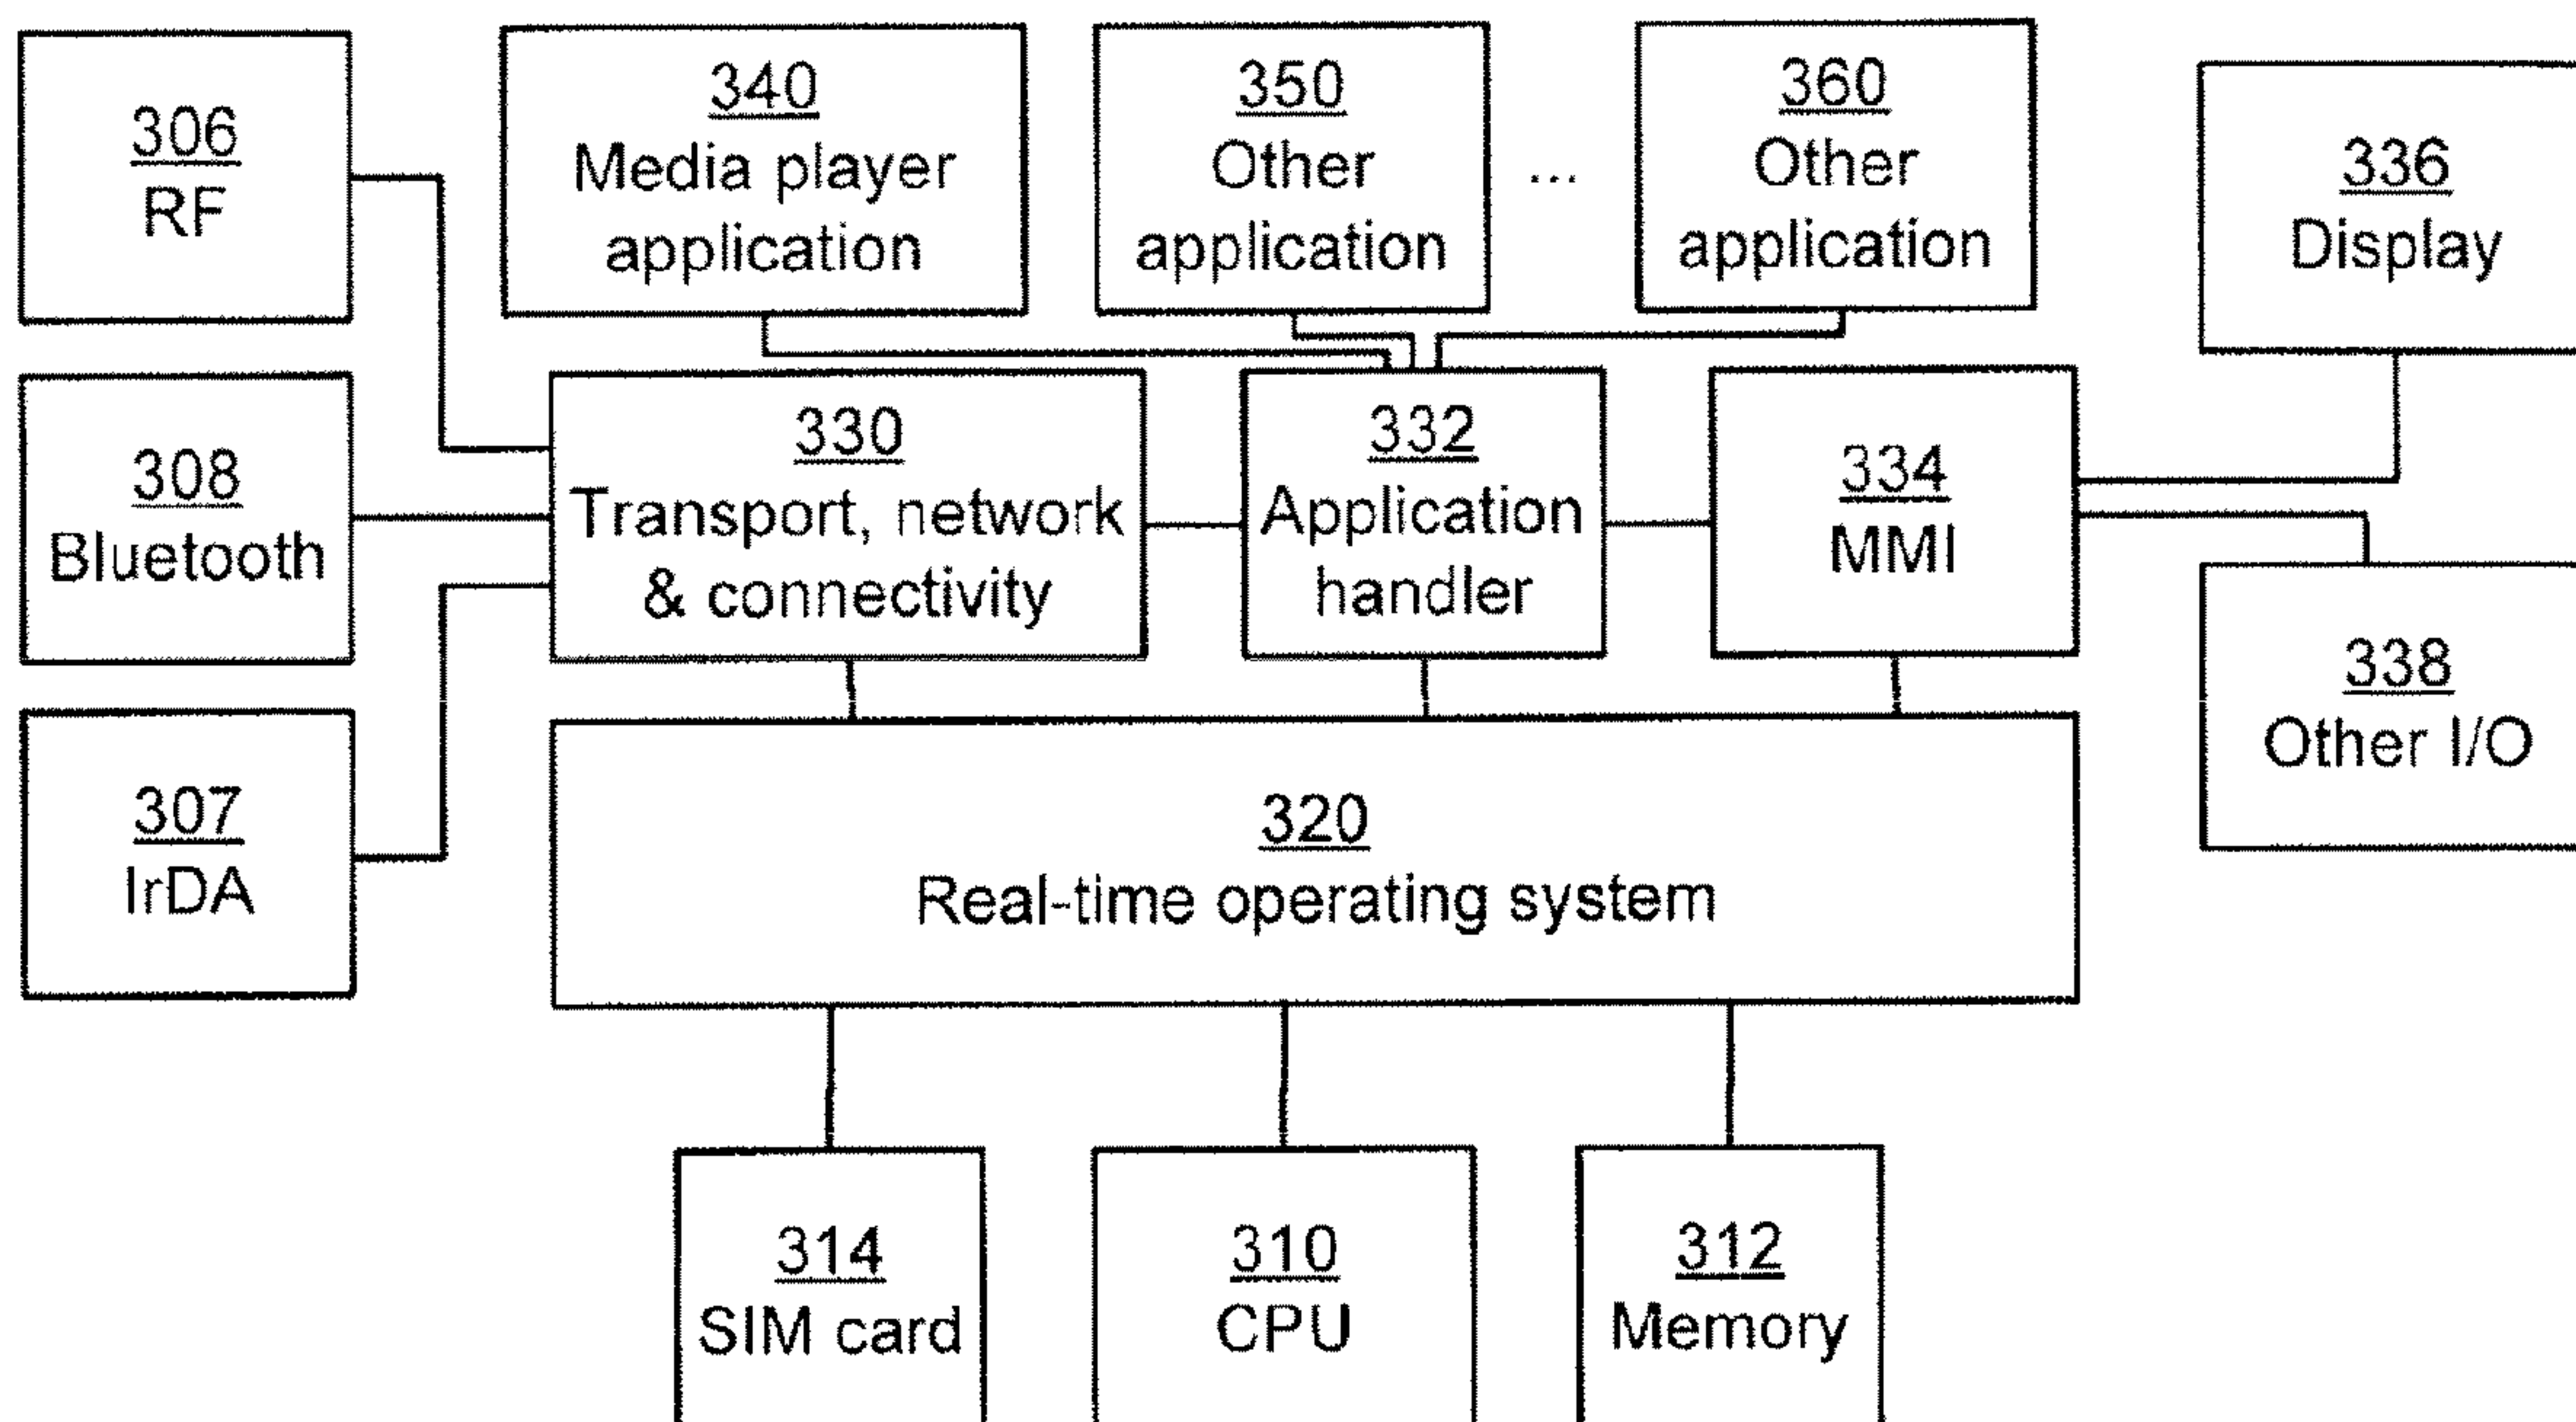 306
RF
340
Media player
application
350
Other
application
...
360
Other
application
336
Display
308
Bluetooth
330
Transport, network
& connectivity
332
Application
handler
334
MMI
338
Other I/O
307
IrDA
320
Real-time operating system
314
SIM card
310
CPU
312
Memory